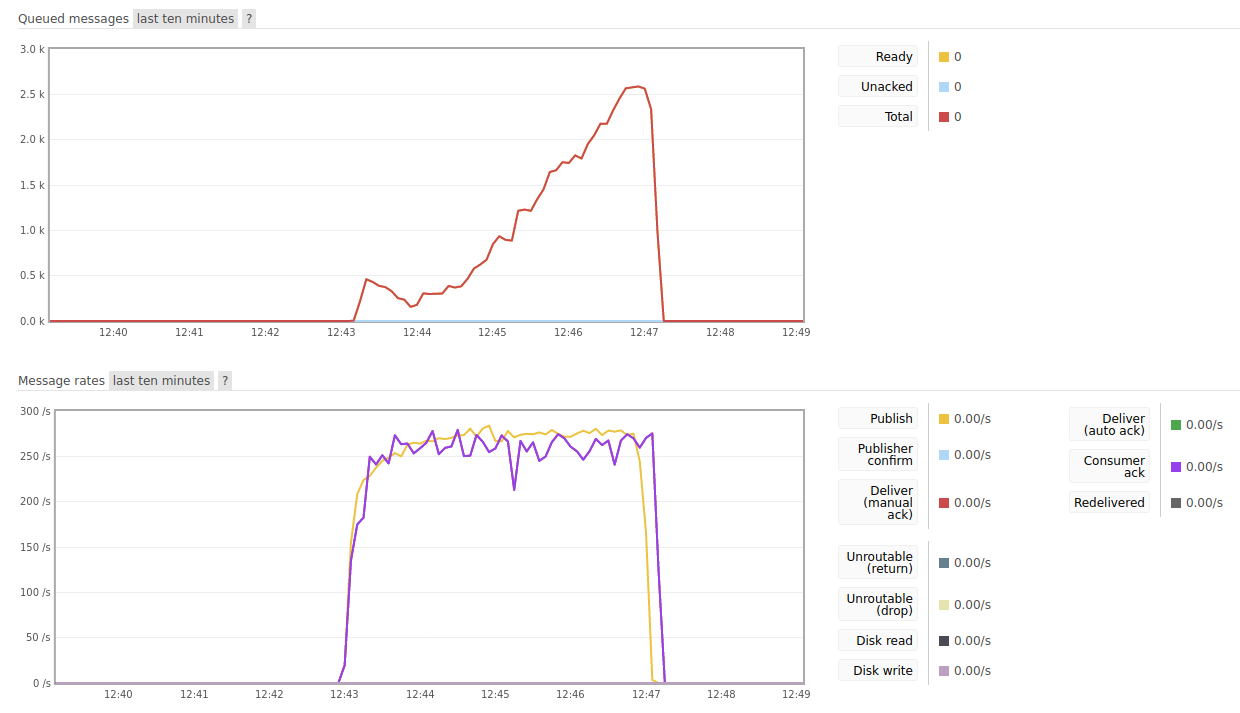 Queued messages last ten minutes ?
3.0 k
2.5 k
2.0 k
1.5 k
1.0 k
0.5 k
0.0 k
12:40 12:41 12:42 12:43 12:44 12:45 12:46 12:47 12:48 12:49
Ready 0
Unacked 0
Total 0
Message rates last ten minutes ?
300 /s
250 /s
200 /s
150 /s
100 /s
50 /s
0 /s
12:40 12:41 12:42 12:43 12:44 12:45 12:46 12:47 12:48 12:49
Publish 0.00/s
Publisher
confirm 0.00/s
Deliver
(manual
ack) 0.00/s
Deliver
(auto ack) 0.00/s
Consumer
ack 0.00/s
Redelivered 0.00/s
Unroutable
(return) 0.00/s
Unroutable
(drop) 0.00/s
Disk read 0.00/s
Disk write 0.00/s